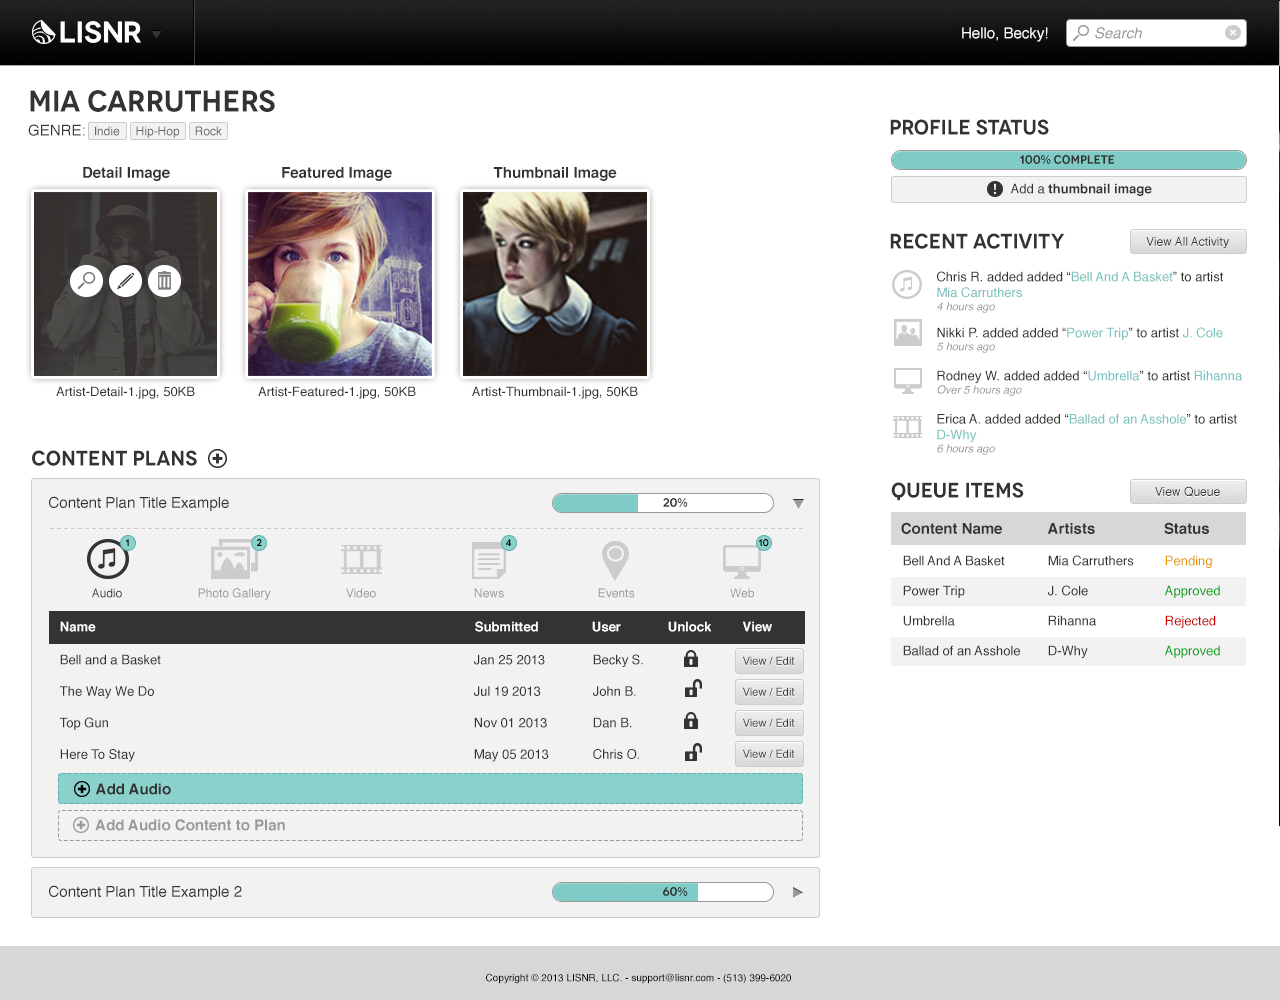 LISNR
Hello, Becky!
Search
MIA CARRUTHERS
GENRE: Indie Hip-Hop Rock
Detail Image
Featured Image
Thumbnail Image
Artist-Detail-1.jpg, 50KB
Artist-Featured-1.jpg, 50KB
Artist-Thumbnail-1.jpg, 50KB
CONTENT PLANS
Content Plan Title Example
20%
1
2
4
10
Audio
Photo Gallery
Video
News
Events
Web
Name Submitted User Unlock View
Bell and a Basket Jan 25 2013 Becky S. View / Edit
The Way We Do Jul 19 2013 John B. View / Edit
Top Gun Nov 01 2013 Dan B. View / Edit
Here To Stay May 05 2013 Chris O. View / Edit
Add Audio
Add Audio Content to Plan
Content Plan Title Example 2
60%
PROFILE STATUS
100% COMPLETE
Add a thumbnail image
RECENT ACTIVITY
View All Activity
Chris R. added added “Bell And A Basket” to artist
Mia Carruthers
4 hours ago
Nikki P. added added “Power Trip” to artist J. Cole
5 hours ago
Rodney W. added added “Umbrella” to artist Rihanna
Over 5 hours ago
Erica A. added added “Ballad of an Asshole” to artist
D-Why
6 hours ago
QUEUE ITEMS
View Queue
Content Name Artists Status
Bell And A Basket Mia Carruthers Pending
Power Trip J. Cole Approved
Umbrella Rihanna Rejected
Ballad of an Asshole D-Why Approved
Copyright © 2013 LISNR, LLC. - support@lisnr.com - (513) 399-6020